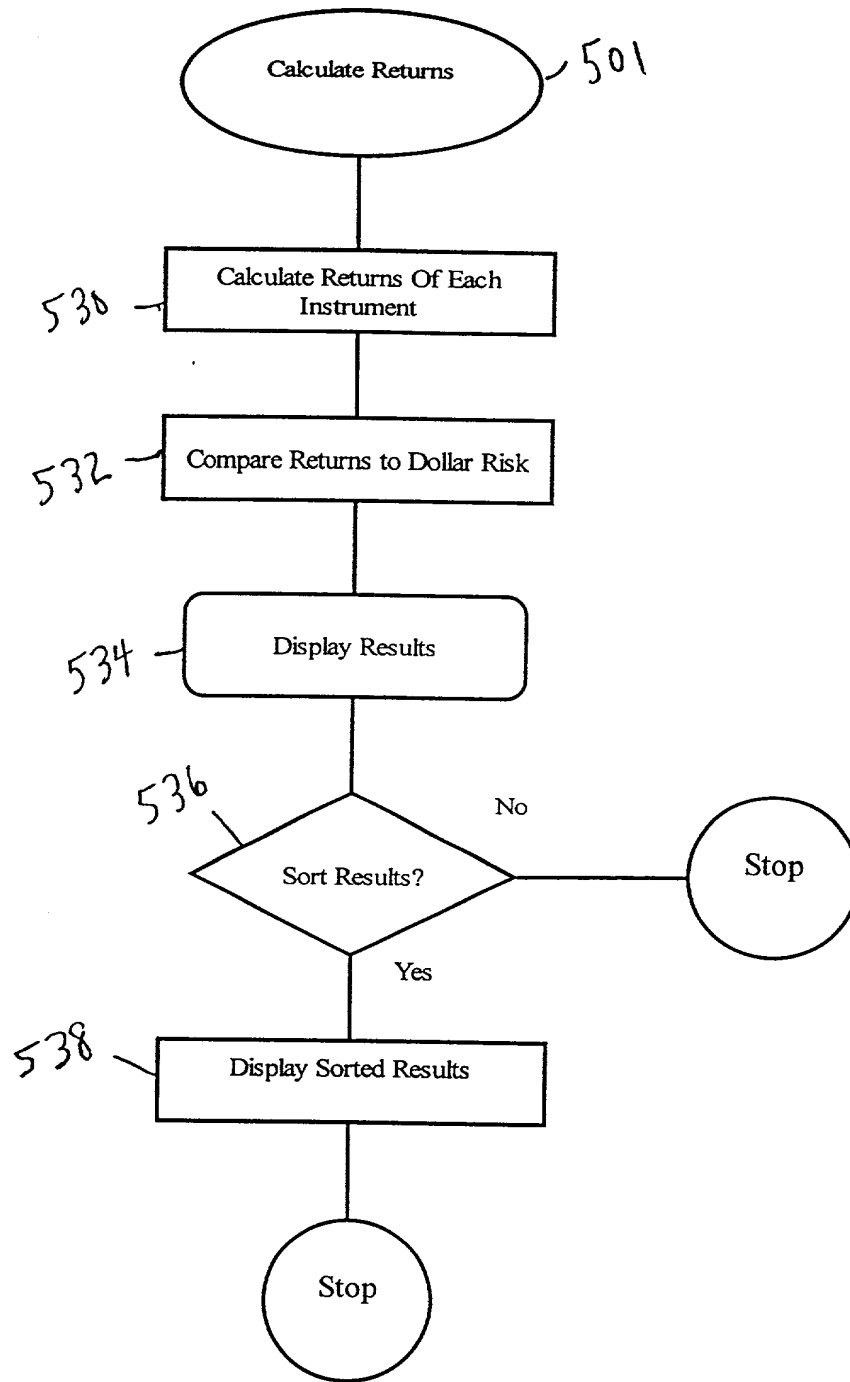 Calculate Returns
501
Calculate Returns Of Each
Instrument
530
Compare Returns to Dollar Risk
532
Display Results
534
536
Sort Results?
No
Stop
Yes
538
Display Sorted Results
Stop